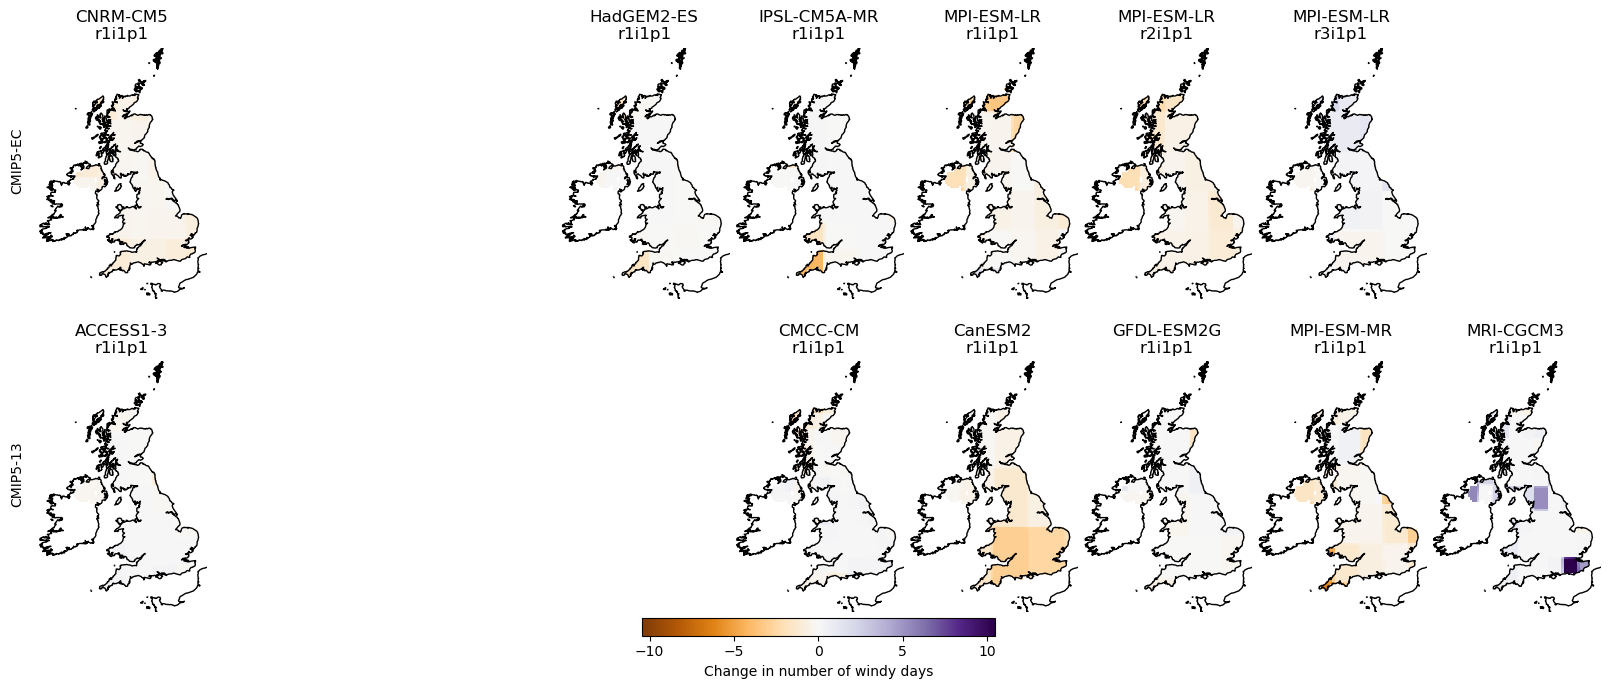 CNRM-CM5
r1i1p1
HadGEM2-ES
r1i1p1
IPSL-CM5A-MR
r1i1p1
MPI-ESM-LR
r1i1p1
MPI-ESM-LR
r2i1p1
MPI-ESM-LR
r3i1p1
CMIP5-EC
ACCESS1-3
r1i1p1
CMCC-CM
r1i1p1
CanESM2
r1i1p1
GFDL-ESM2G
r1i1p1
MPI-ESM-MR
r1i1p1
MRI-CGCM3
r1i1p1
CMIP5-13
−10 −5 0 5 10
Change in number of windy days